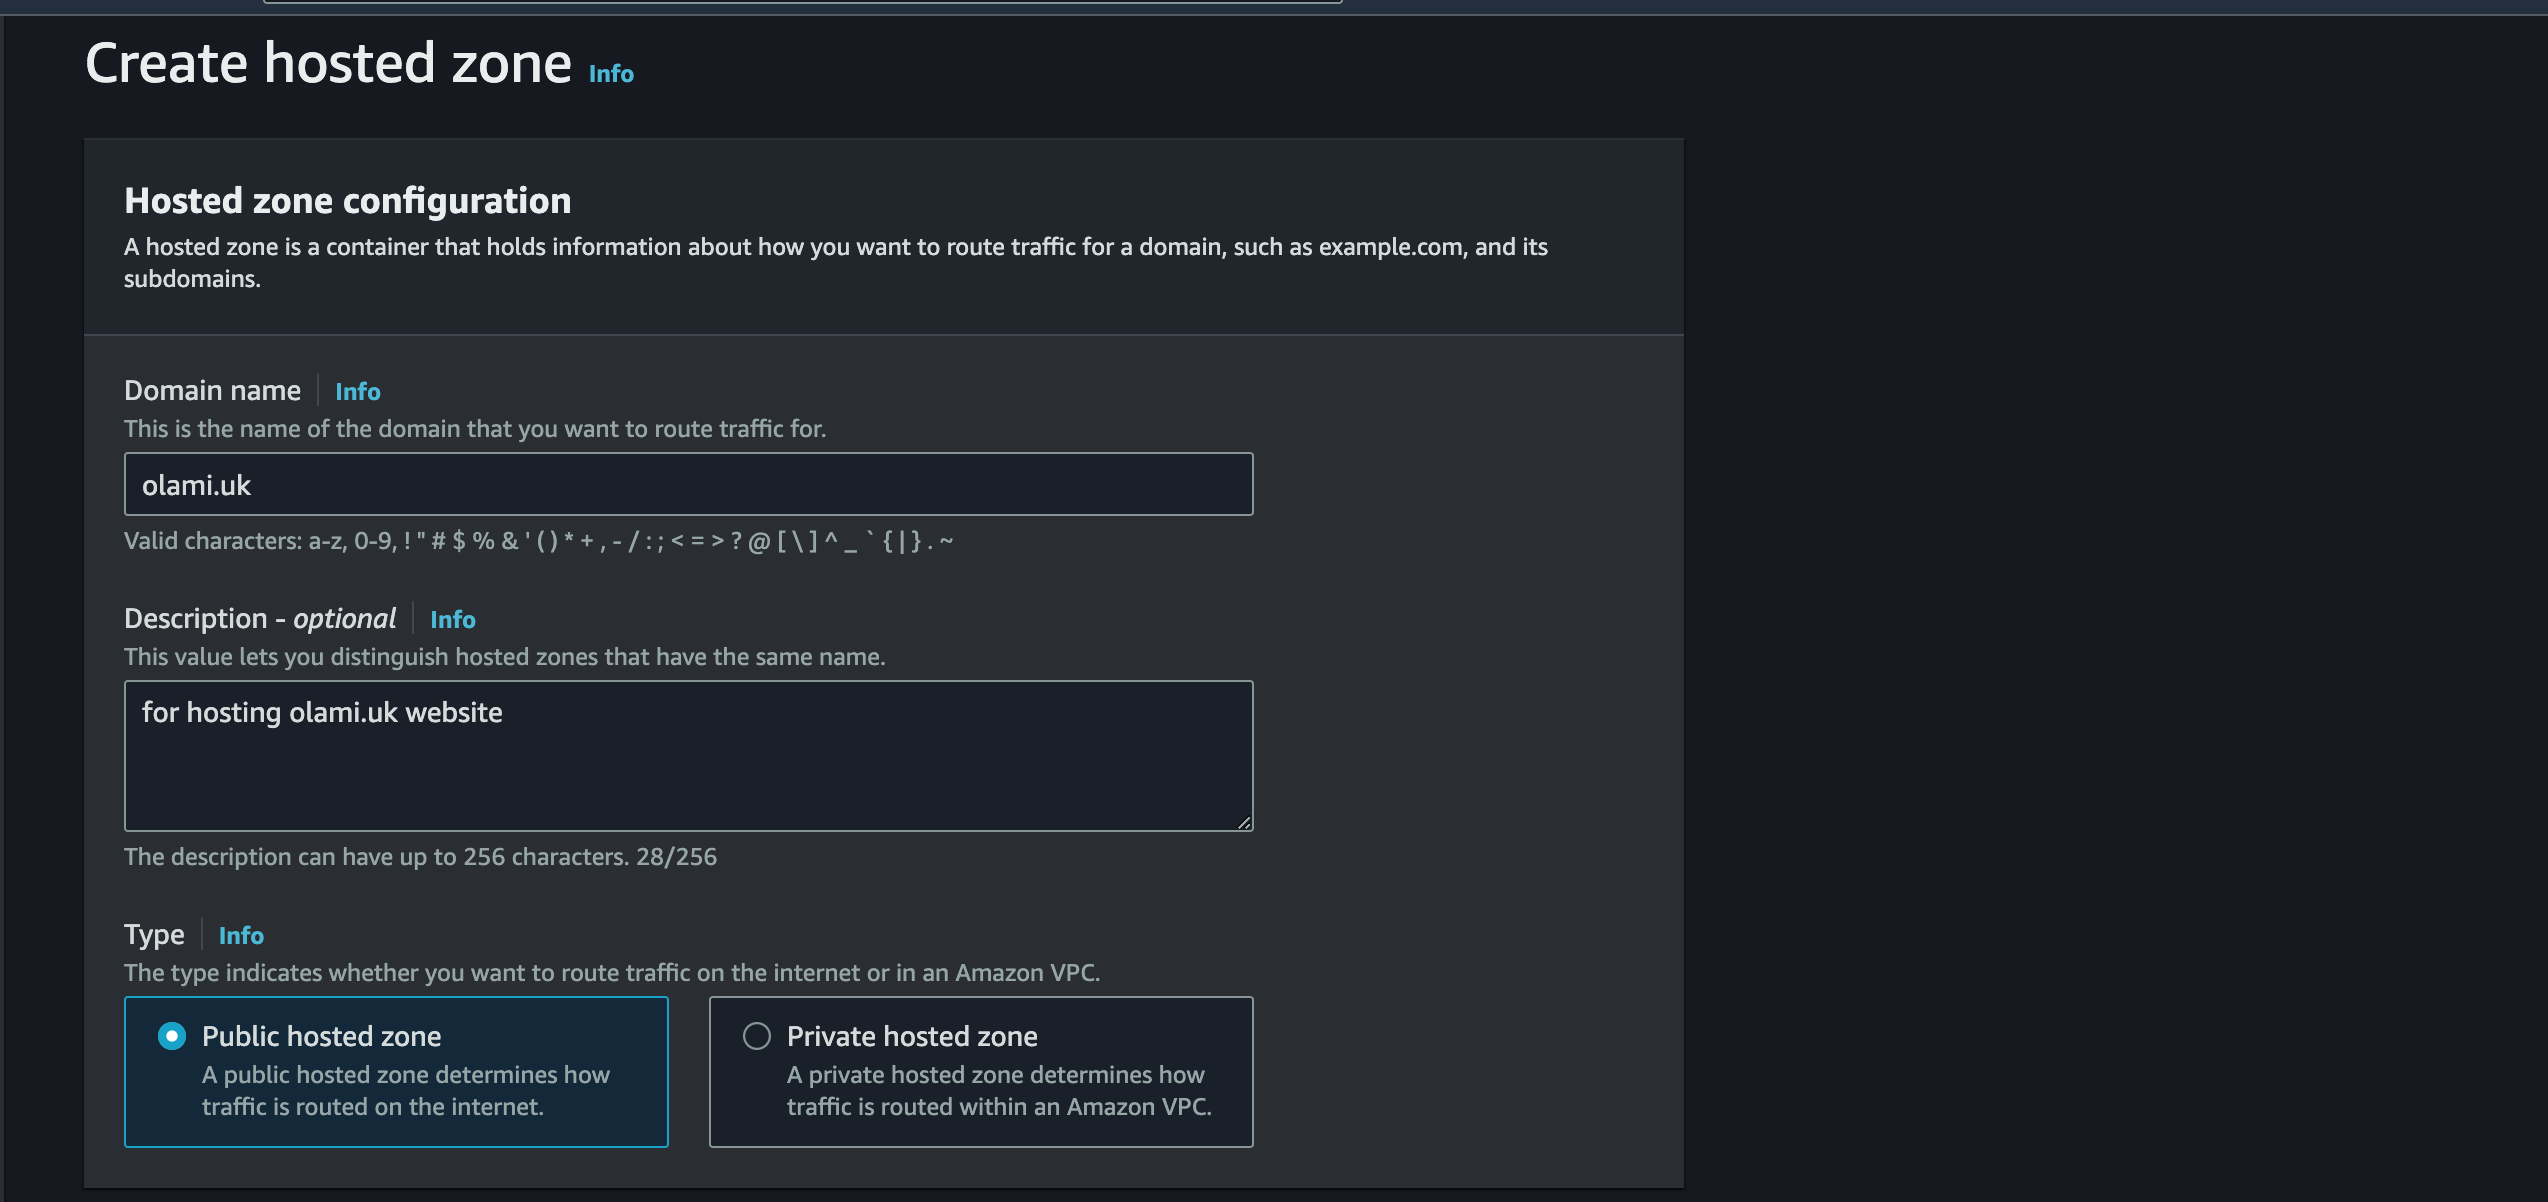 Create hosted zone Info
Hosted zone configuration
A hosted zone is a container that holds information about how you want to route traffic for a domain, such as example.com, and its
subdomains.
Domain name Info
This is the name of the domain that you want to route traffic for.
olami.uk
Valid characters: a-z, 0-9, ! " # $ % & ' ( ) * + , - / : ; < = > ? @ [ \ ] ^ _ ` { | } . ~
Description - optional Info
This value lets you distinguish hosted zones that have the same name.
for hosting olami.uk website
The description can have up to 256 characters. 28/256
Type Info
The type indicates whether you want to route traffic on the internet or in an Amazon VPC.
Public hosted zone
A public hosted zone determines how
traffic is routed on the internet.
Private hosted zone
A private hosted zone determines how
traffic is routed within an Amazon VPC.